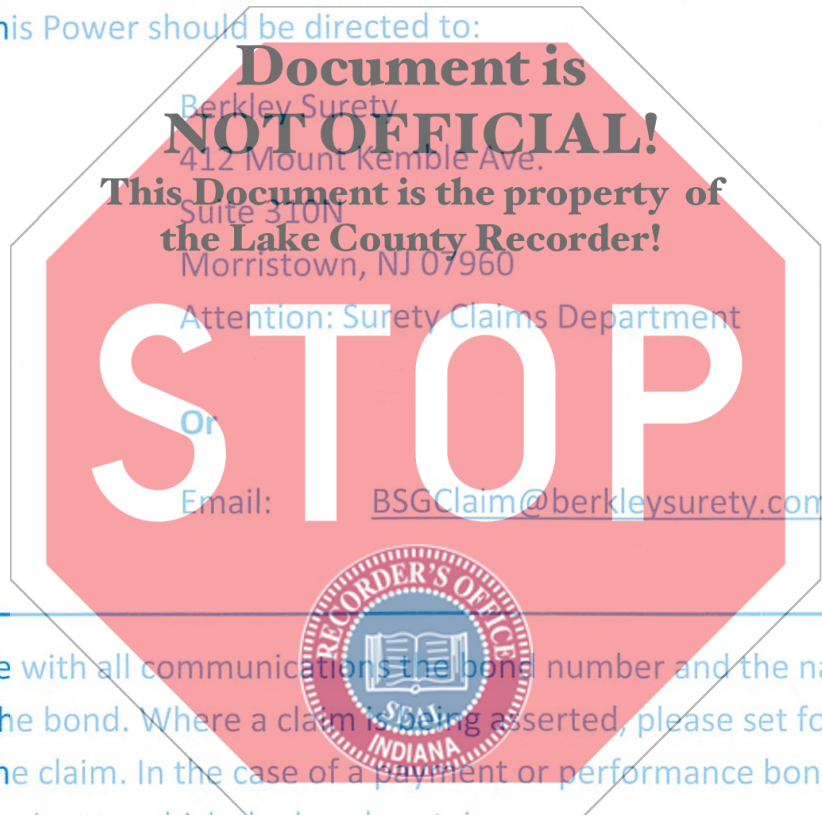 his Power should be directed to:
Document is
Berkley Surety
NOT OFFICIAL!
412 Mount Kemble Ave.
This Document is the property of
Suite 310N
the Lake County Recorder!
Morristown, NJ 07960
Attention: Surety Claims Department
STOP
Or
Email: BSGClaim@berkleysurety.com
RECORDER'S OFFICE
SEAL
INDIANA
e with all communications the bond number and the na
he bond. Where a claim is being asserted, please set fo
he claim. In the case of a payment or performance bon